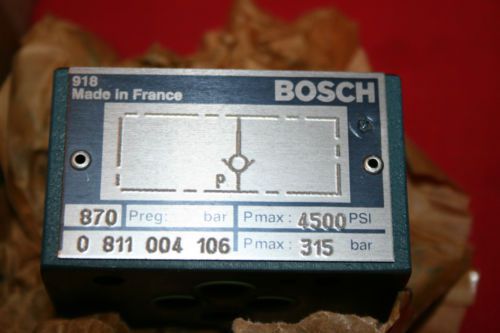 918
Made in France
BOSCH
P
870 Preg: bar Pmax: 4500 PSI
0 811 004 106 Pmax: 315 bar